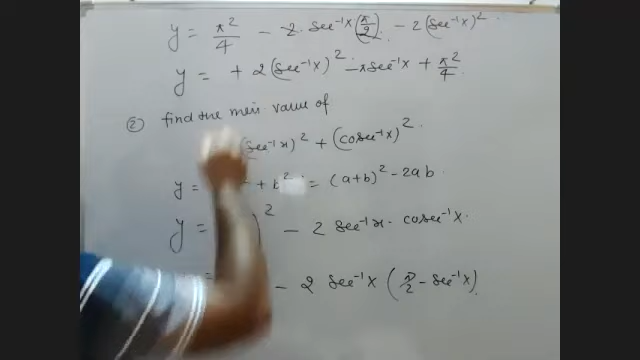 y = π²/4 - 2 · sec⁻¹x (π/2) - 2 (sec⁻¹x)²
y = + 2 (sec⁻¹x)² - π sec⁻¹x + π²/4
② find the min value of
(sec⁻¹x)² + (cosec⁻¹x)²
y = + b² = (a+b)² - 2ab
y = )² - 2 sec⁻¹x · cosec⁻¹x
= - 2 sec⁻¹x (π/2 - sec⁻¹x)